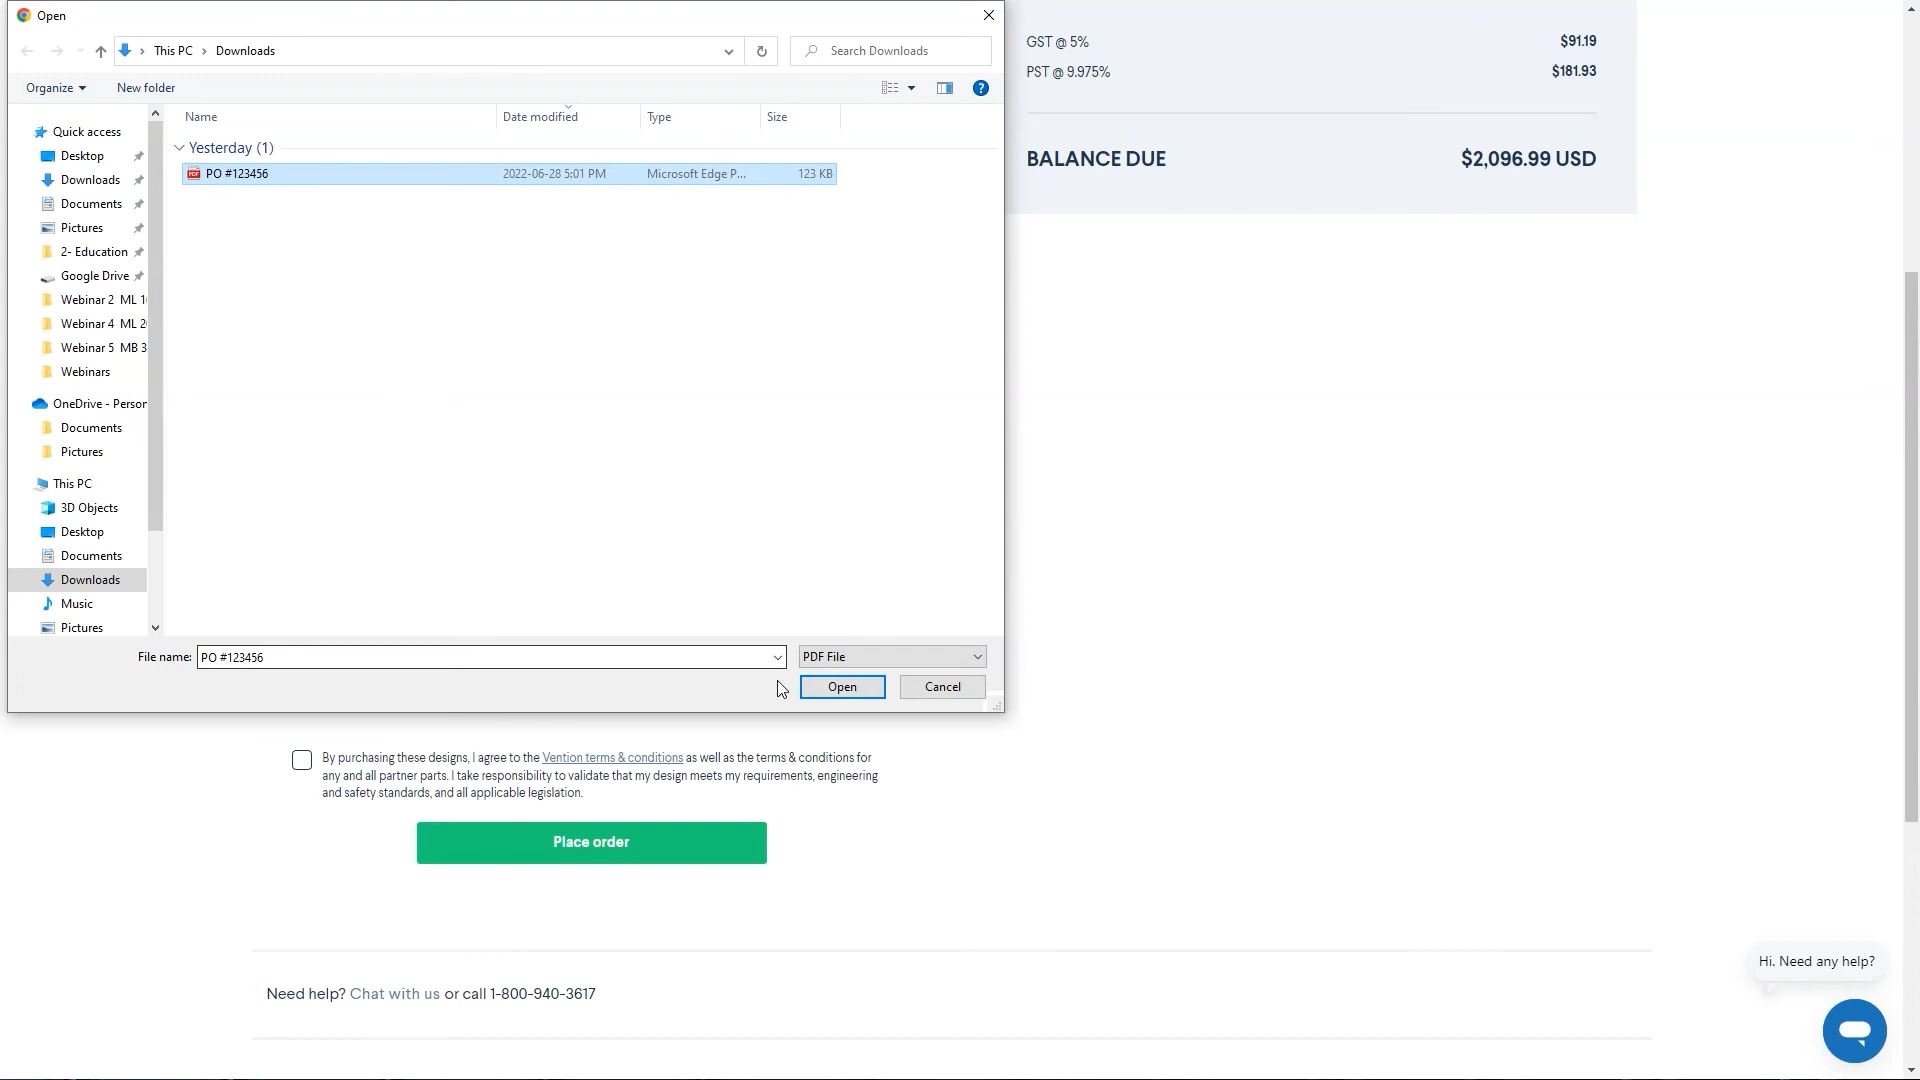 Open
This PC > Downloads
Search Downloads
Organize
New folder
Name
Date modified
Type
Size
Quick access
Desktop
Downloads
Documents
Pictures
2- Education
Google Drive
Webinar 2 ML 1
Webinar 4 ML 2
Webinar 5 MB 3
Webinars
OneDrive - Person
Documents
Pictures
This PC
3D Objects
Desktop
Documents
Downloads
Music
Pictures
Yesterday (1)
PO #123456
2022-06-28 5:01 PM
Microsoft Edge P...
123 KB
File name:
PO #123456
PDF File
Open
Cancel
GST @ 5%
$91.19
PST @ 9.975%
$181.93
BALANCE DUE
$2,096.99 USD
By purchasing these designs, I agree to the Vention terms & conditions as well as the terms & conditions for
any and all partner parts. I take responsibility to validate that my design meets my requirements, engineering
and safety standards, and all applicable legislation.
Place order
Need help? Chat with us or call 1-800-940-3617
Hi. Need any help?